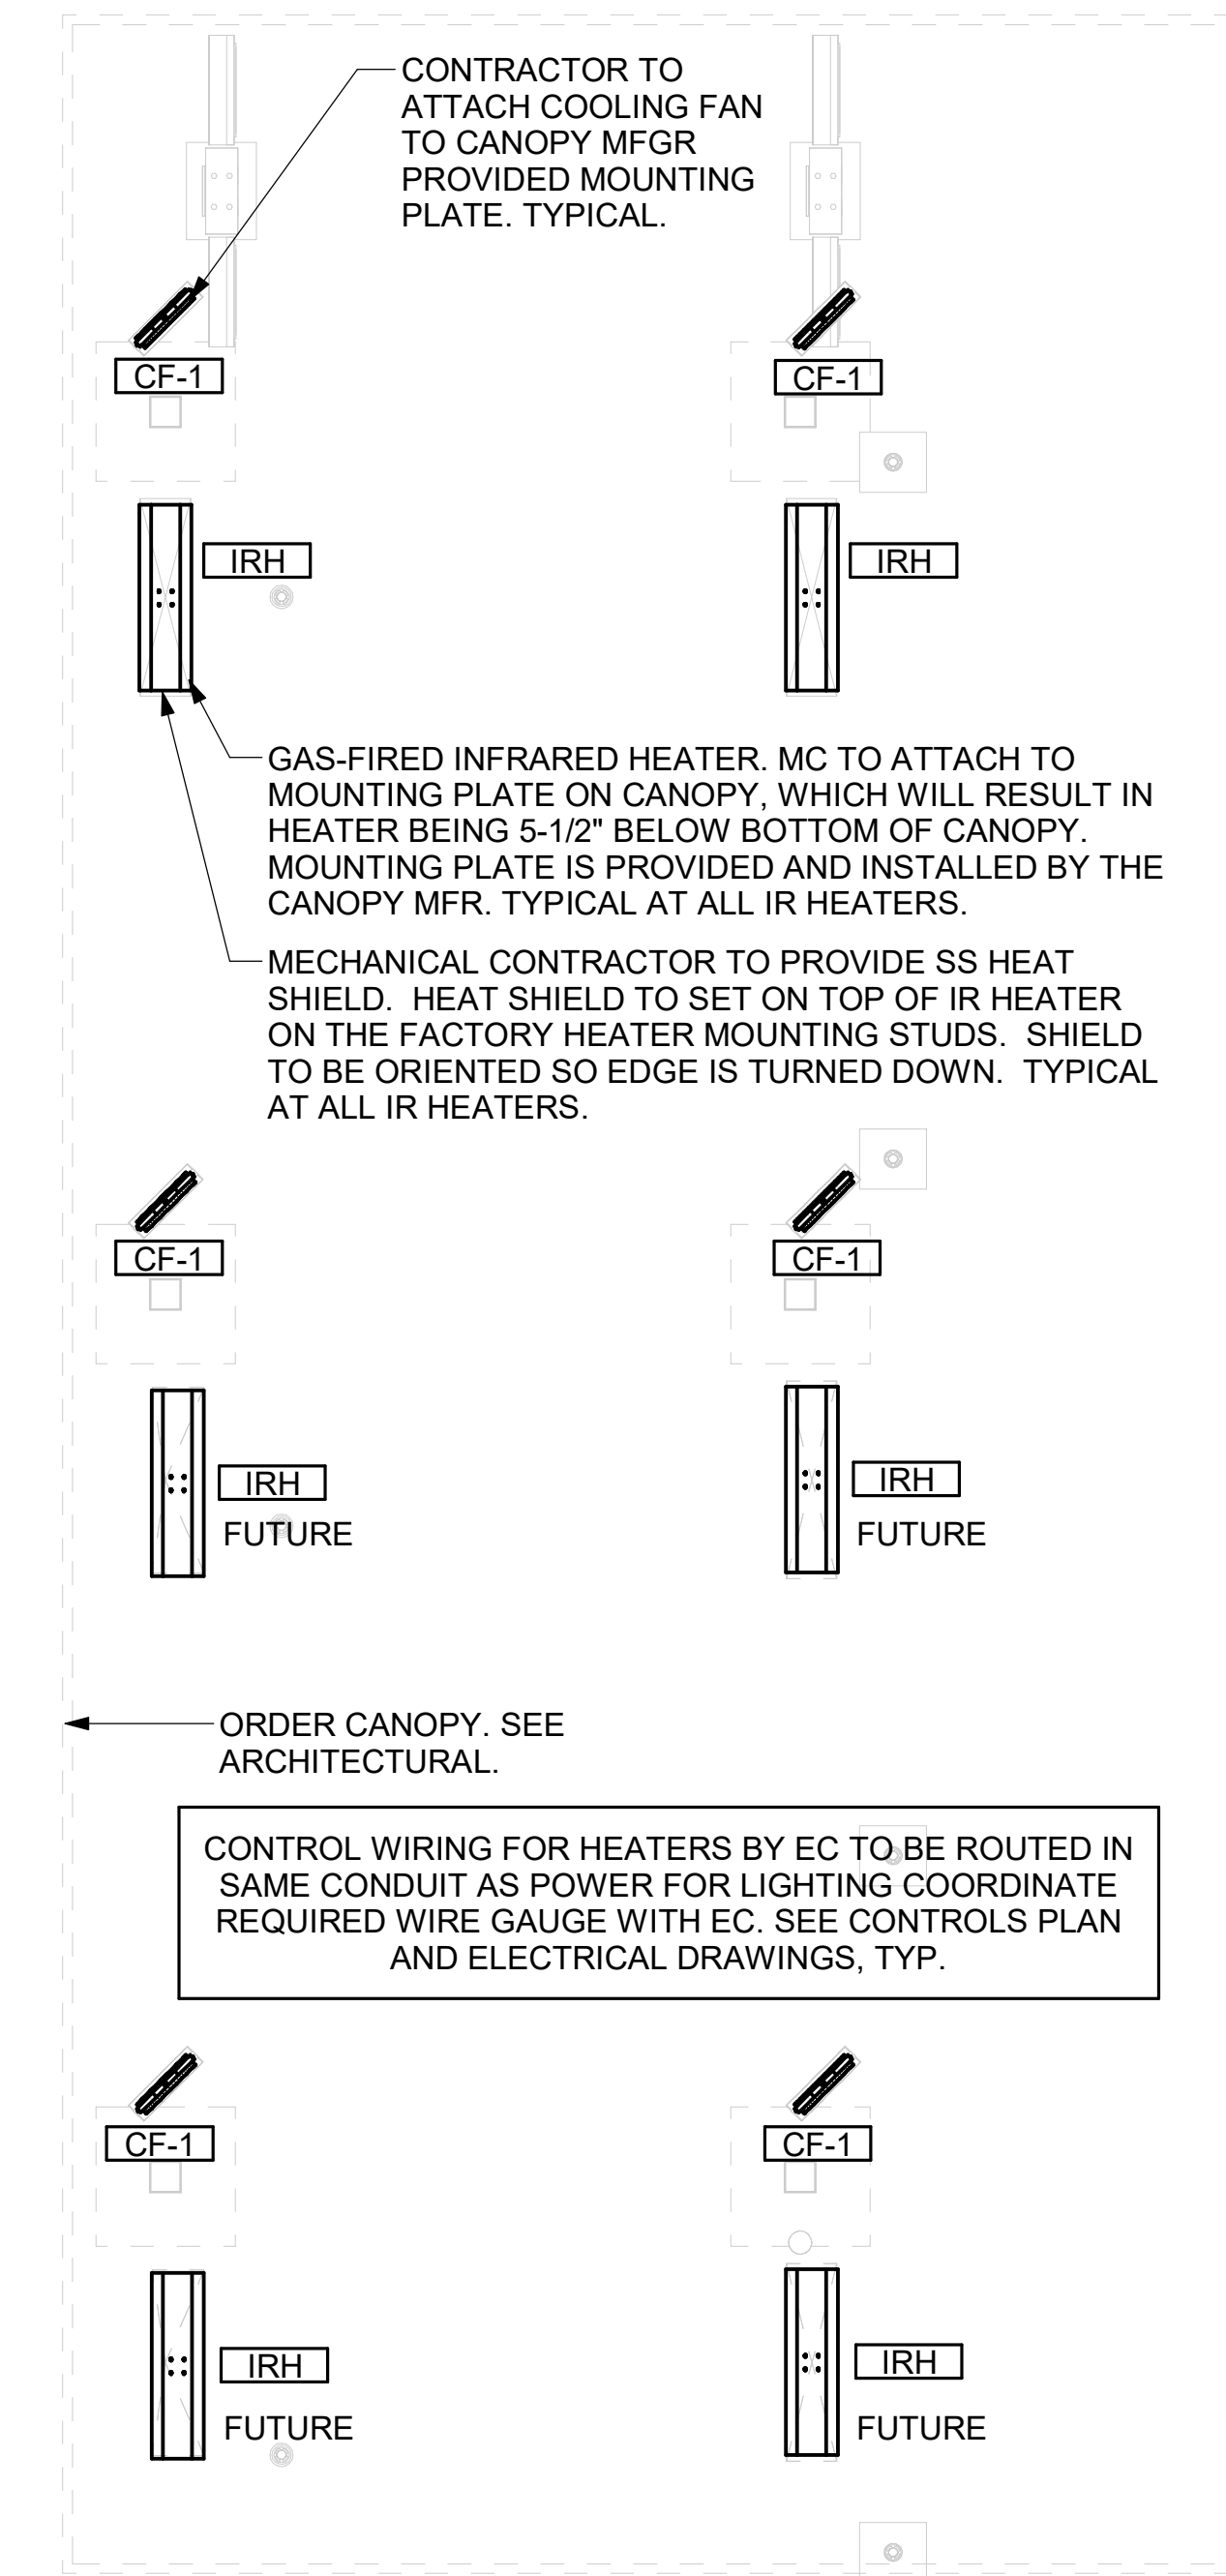 CONTRACTOR TO
ATTACH COOLING FAN
TO CANOPY MFGR
PROVIDED MOUNTING
PLATE. TYPICAL.
CF-1
CF-1
IRH
IRH
GAS-FIRED INFRARED HEATER. MC TO ATTACH TO
MOUNTING PLATE ON CANOPY, WHICH WILL RESULT IN
HEATER BEING 5-1/2" BELOW BOTTOM OF CANOPY.
MOUNTING PLATE IS PROVIDED AND INSTALLED BY THE
CANOPY MFR. TYPICAL AT ALL IR HEATERS.
MECHANICAL CONTRACTOR TO PROVIDE SS HEAT
SHIELD. HEAT SHIELD TO SET ON TOP OF IR HEATER
ON THE FACTORY HEATER MOUNTING STUDS. SHIELD
TO BE ORIENTED SO EDGE IS TURNED DOWN. TYPICAL
AT ALL IR HEATERS.
CF-1
CF-1
IRH
IRH
FUTURE
FUTURE
ORDER CANOPY. SEE
ARCHITECTURAL.
CONTROL WIRING FOR HEATERS BY EC TO BE ROUTED IN
SAME CONDUIT AS POWER FOR LIGHTING COORDINATE
REQUIRED WIRE GAUGE WITH EC. SEE CONTROLS PLAN
AND ELECTRICAL DRAWINGS, TYP.
CF-1
CF-1
IRH
IRH
FUTURE
FUTURE